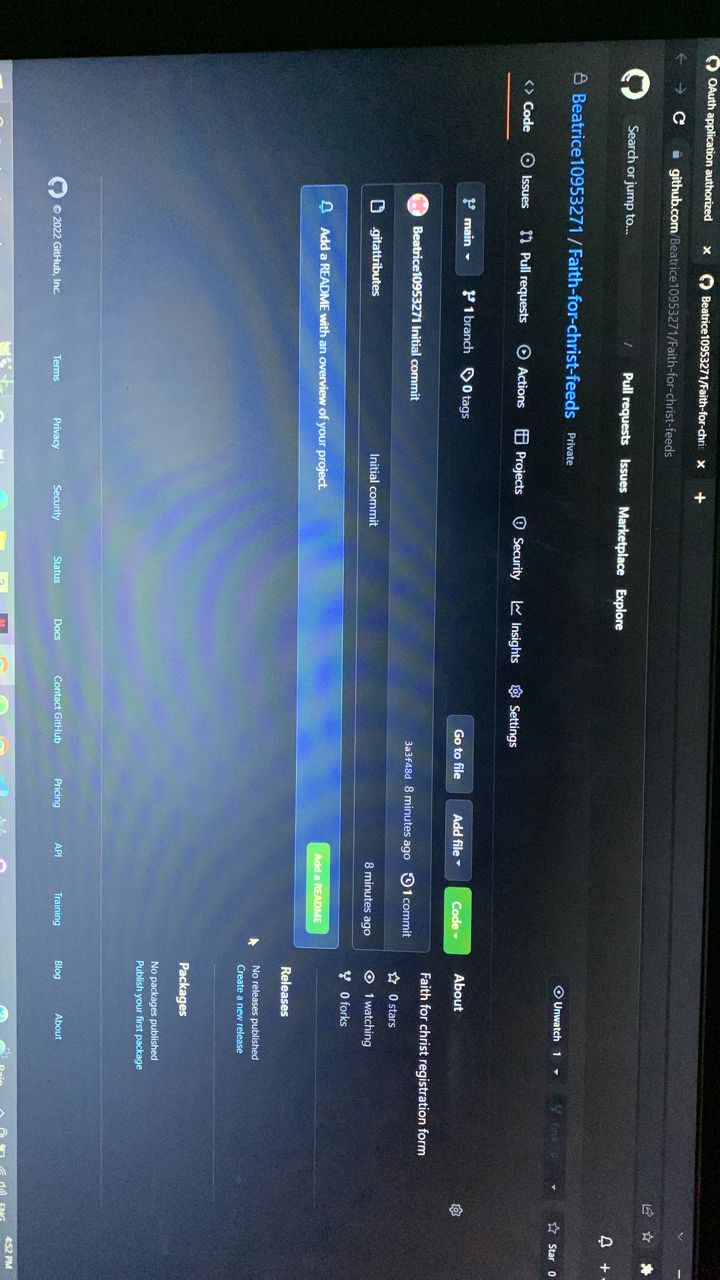 OAuth application authorized
Beatrice10953271/Faith-for-chri
github.com/Beatrice10953271/Faith-for-christ-feeds
Search or jump to...
/
Pull requests
Issues
Marketplace
Explore
Beatrice10953271 / Faith-for-christ-feeds
Private
Unwatch 1
Star 0
Code
Issues
Pull requests
Actions
Projects
Security
Insights
Settings
main
1 branch
0 tags
Go to file
Add file
Code
Beatrice10953271 Initial commit
3a3f48d 8 minutes ago
1 commit
.gitattributes
Initial commit
8 minutes ago
Add a README with an overview of your project.
Add a README
About
Faith for christ registration form
0 stars
1 watching
0 forks
Releases
No releases published
Create a new release
Packages
No packages published
Publish your first package
© 2022 GitHub, Inc.
Terms
Privacy
Security
Status
Docs
Contact GitHub
Pricing
API
Training
Blog
About
Rain
ENG
4:52 PM